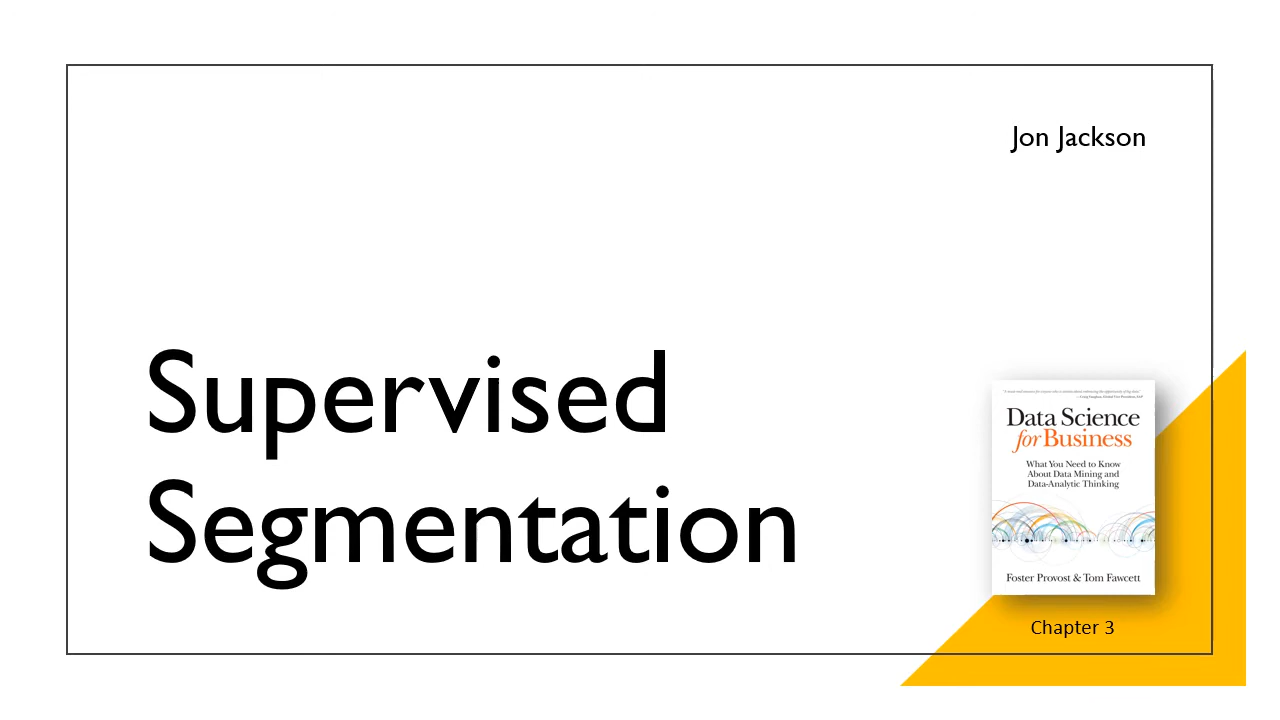 Jon Jackson
Supervised
Segmentation
Data Science
for Business
What You Need to Know
About Data Mining and
Data-Analytic Thinking
Foster Provost & Tom Fawcett
Chapter 3